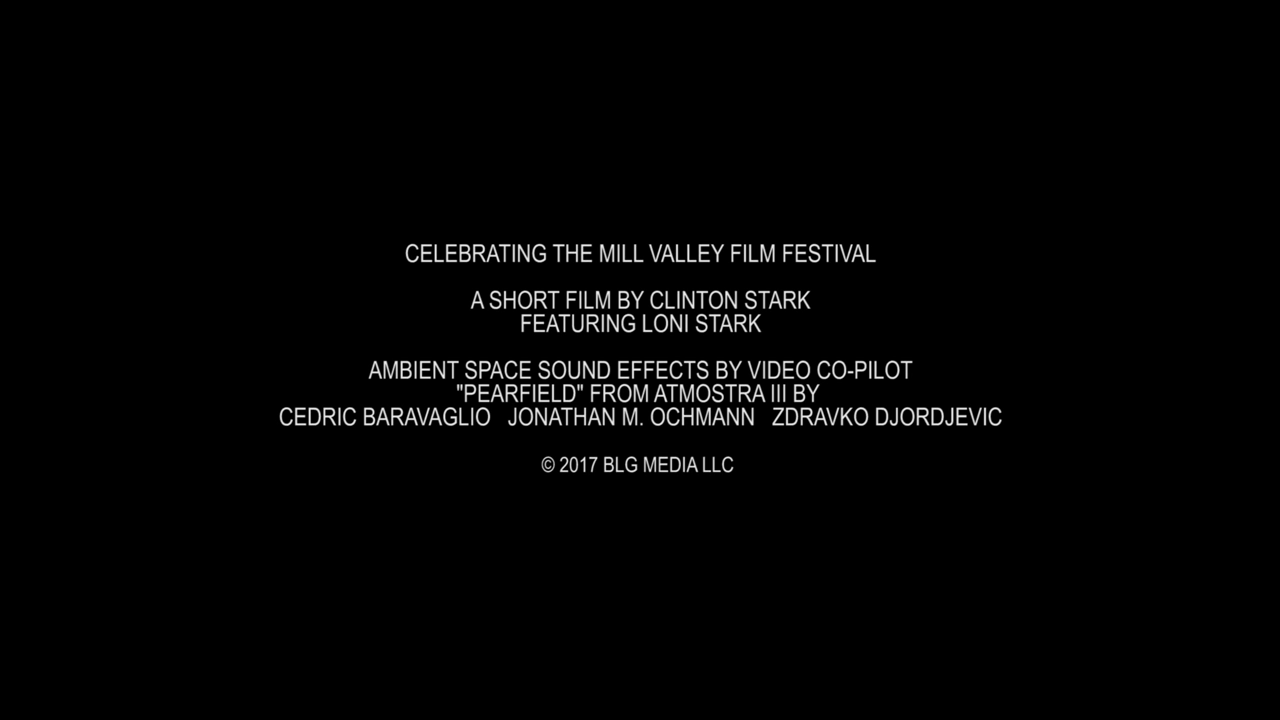 CELEBRATING THE MILL VALLEY FILM FESTIVAL
A SHORT FILM BY CLINTON STARK
FEATURING LONI STARK
AMBIENT SPACE SOUND EFFECTS BY VIDEO CO-PILOT
"PEARFIELD" FROM ATMOSTRA III BY
CEDRIC BARAVAGLIO JONATHAN M. OCHMANN ZDRAVKO DJORDJEVIC
© 2017 BLG MEDIA LLC